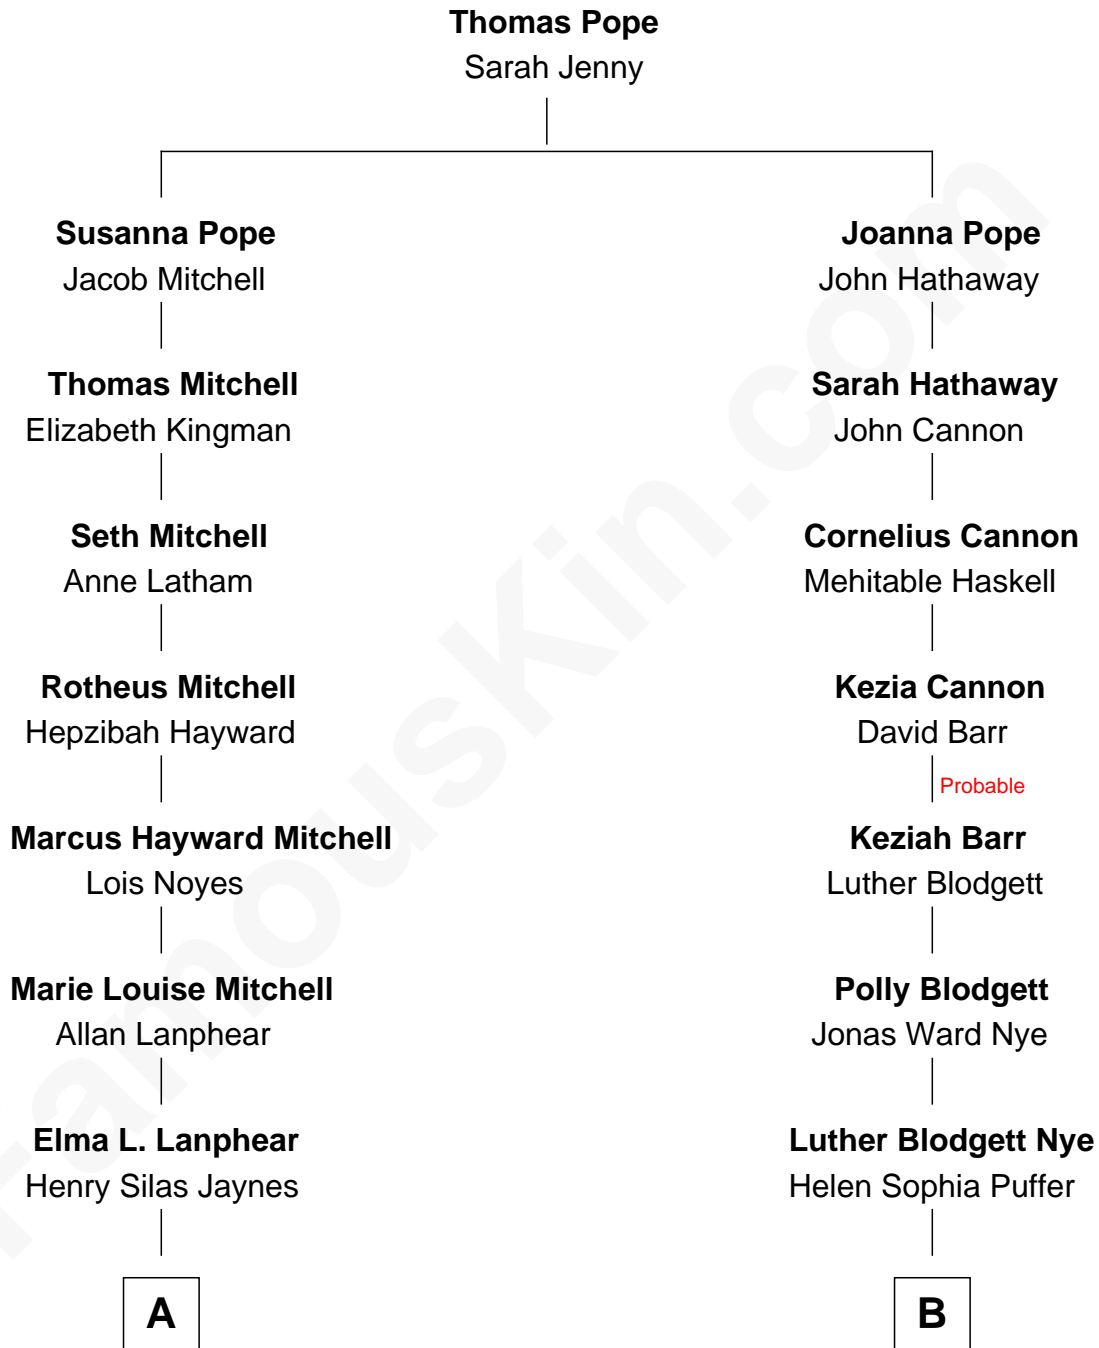 Thomas Pope
Sarah Jenny
Susanna Pope
Jacob Mitchell
Joanna Pope
John Hathaway
Thomas Mitchell
Elizabeth Kingman
Sarah Hathaway
John Cannon
Seth Mitchell
Anne Latham
Cornelius Cannon
Mehitable Haskell
Rotheus Mitchell
Hepzibah Hayward
Kezia Cannon
David Barr
Probable
Marcus Hayward Mitchell
Lois Noyes
Keziah Barr
Luther Blodgett
Marie Louise Mitchell
Allan Lanphear
Polly Blodgett
Jonas Ward Nye
Elma L. Lanphear
Henry Silas Jaynes
Luther Blodgett Nye
Helen Sophia Puffer
A
B
FamousKin.com